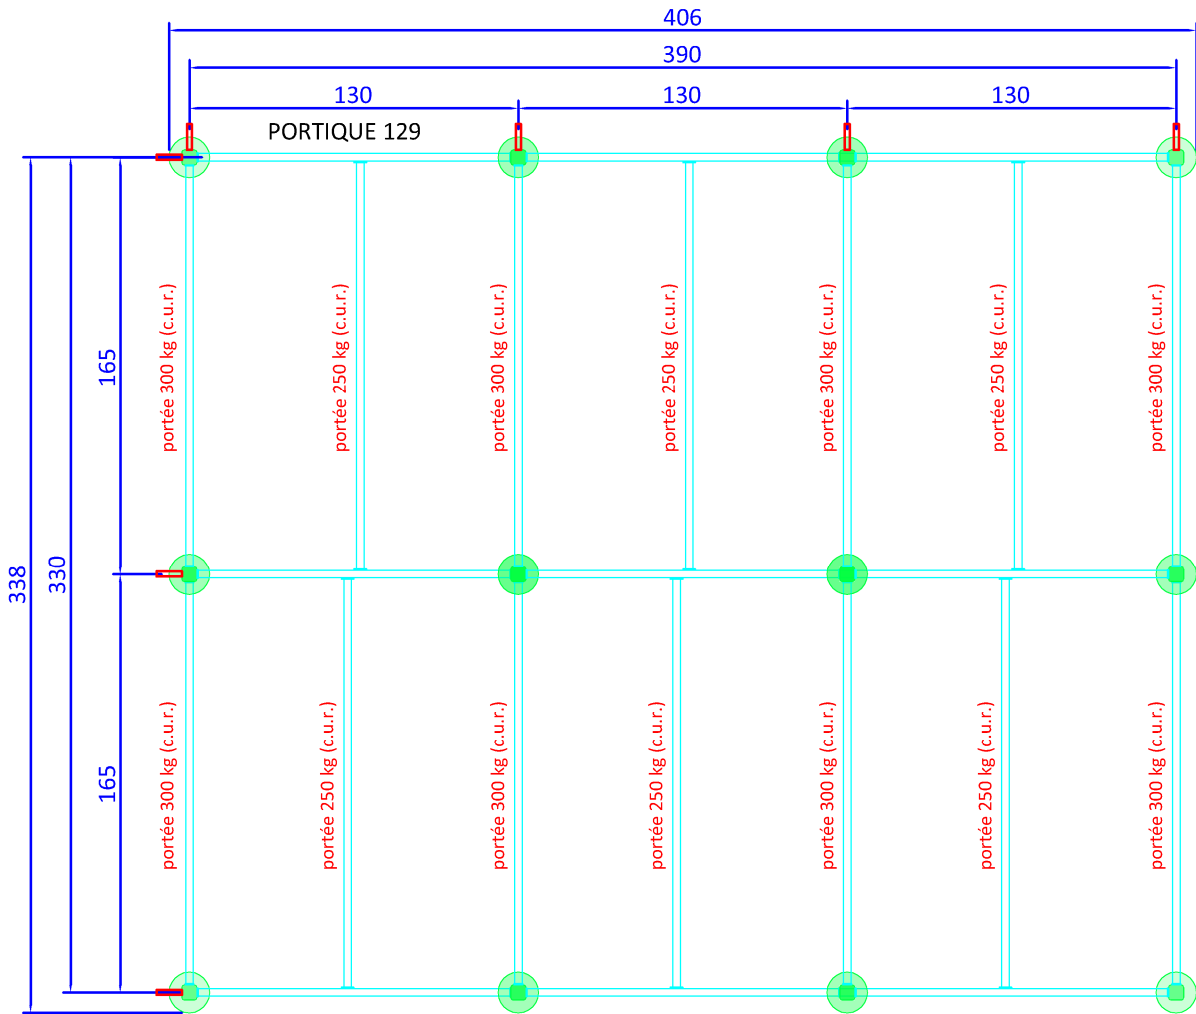 406
390
130
130
130
PORTIQUE 129
portée 300 kg (c.u.r.)
portée 250 kg (c.u.r.)
portée 300 kg (c.u.r.)
portée 250 kg (c.u.r.)
portée 300 kg (c.u.r.)
portée 250 kg (c.u.r.)
portée 300 kg (c.u.r.)
165
338
330
165
portée 300 kg (c.u.r.)
portée 250 kg (c.u.r.)
portée 300 kg (c.u.r.)
portée 250 kg (c.u.r.)
portée 300 kg (c.u.r.)
portée 250 kg (c.u.r.)
portée 300 kg (c.u.r.)